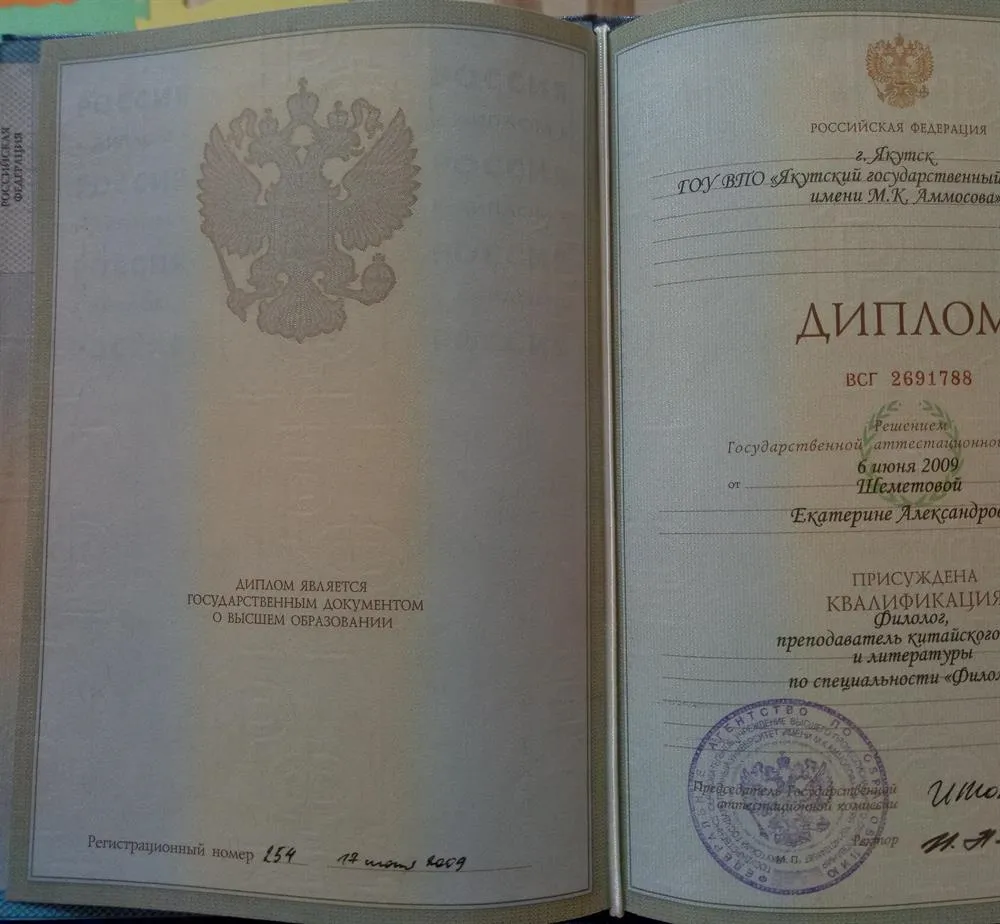 РОССИЙСКАЯ
ФЕДЕРАЦИЯ
ДИПЛОМ ЯВЛЯЕТСЯ
ГОСУДАРСТВЕННЫМ ДОКУМЕНТОМ
О ВЫСШЕМ ОБРАЗОВАНИИ
Регистрационный номер 254
РОССИЙСКАЯ ФЕДЕРАЦИЯ
г. Якутск
ГОУ ВПО «Якутский государственный
имени М.К. Аммосова»
ДИПЛОМ
ВСГ 2691788
Решением
Государственной аттестационной
6 июня 2009
от
Шеметовой
Екатерине Александров
ПРИСУЖДЕНА
КВАЛИФИКАЦИЯ
Филолог,
преподаватель китайского
и литературы
по специальности «Филол
Председатель Государственной
аттестационной комиссии
Ректор
М. П.